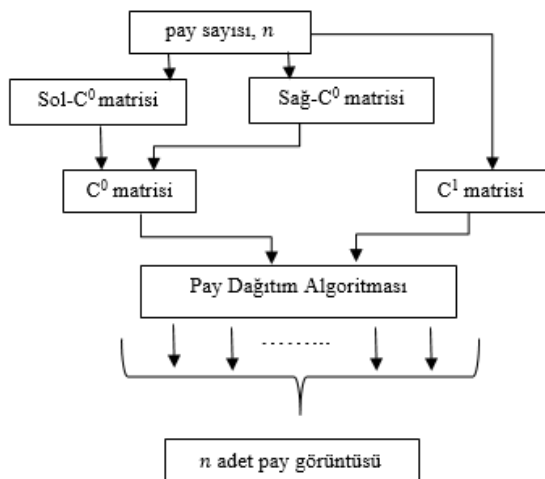 pay sayısı, n
Sol-C⁰ matrisi
Sağ-C⁰ matrisi
C⁰ matrisi
C¹ matrisi
Pay Dağıtım Algoritması
n adet pay görüntüsü